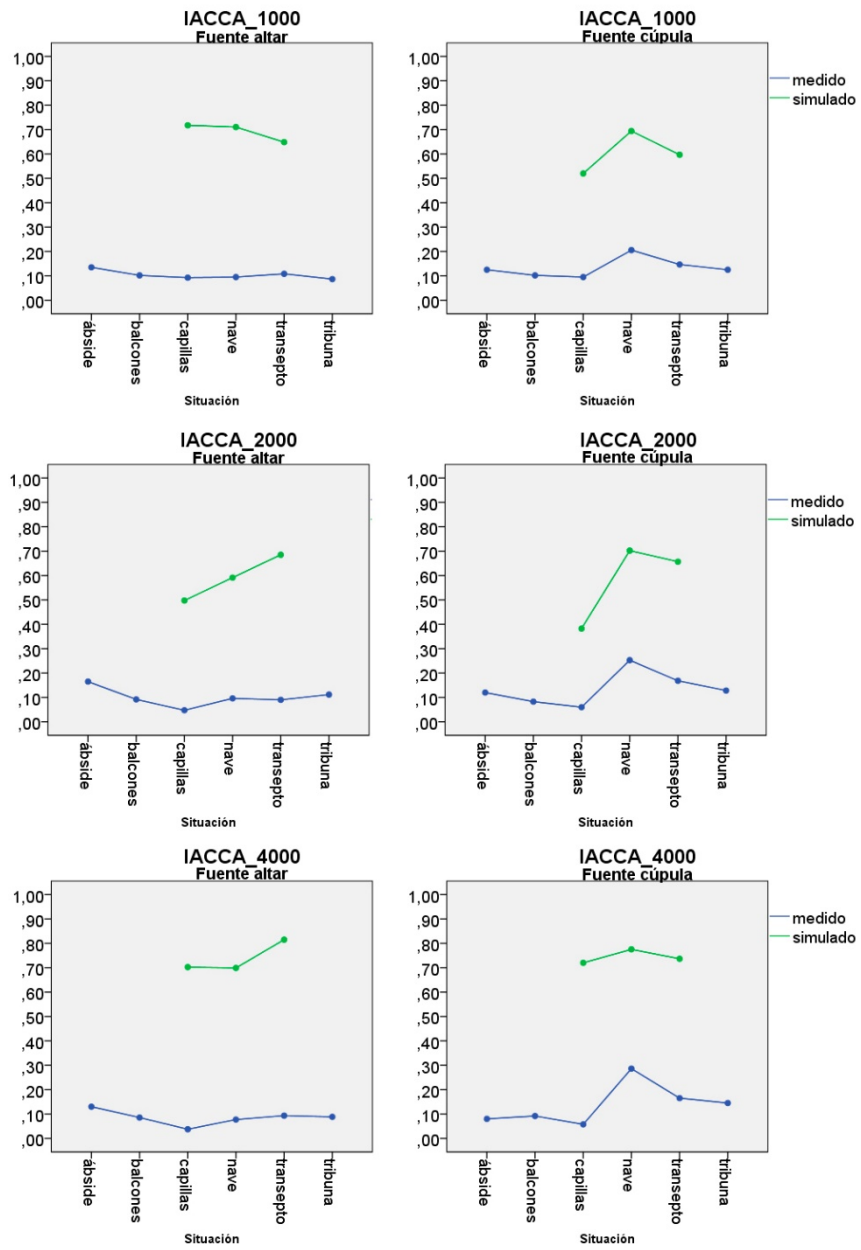 IACCA_1000
Fuente altar
1,00
,90
,80
,70
,60
,50
,40
,30
,20
,10
,00
ábside
balcones
capillas
nave
transepto
tribuna
Situación
IACCA_1000
Fuente cúpula
1,00
,90
,80
,70
,60
,50
,40
,30
,20
,10
,00
ábside
balcones
capillas
nave
transepto
tribuna
Situación
medido
simulado
IACCA_2000
Fuente altar
1,00
,90
,80
,70
,60
,50
,40
,30
,20
,10
,00
ábside
balcones
capillas
nave
transepto
tribuna
Situación
IACCA_2000
Fuente cúpula
1,00
,90
,80
,70
,60
,50
,40
,30
,20
,10
,00
ábside
balcones
capillas
nave
transepto
tribuna
Situación
medido
simulado
IACCA_4000
Fuente altar
1,00
,90
,80
,70
,60
,50
,40
,30
,20
,10
,00
ábside
balcones
capillas
nave
transepto
tribuna
Situación
IACCA_4000
Fuente cúpula
1,00
,90
,80
,70
,60
,50
,40
,30
,20
,10
,00
ábside
balcones
capillas
nave
transepto
tribuna
Situación
medido
simulado